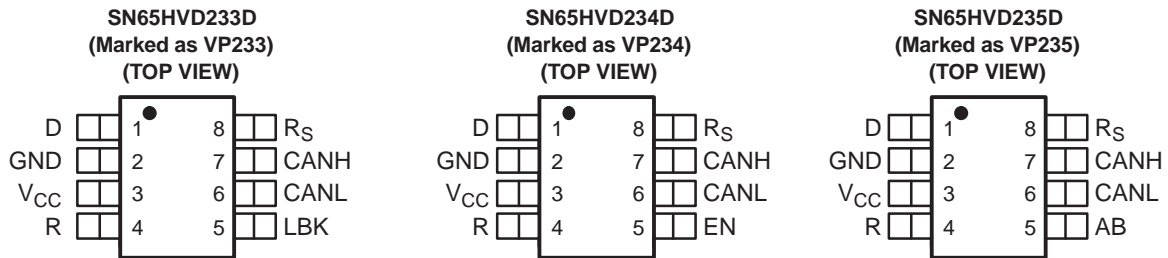 SN65HVD233D
(Marked as VP233)
(TOP VIEW)
D 1 8 RS
GND 2 7 CANH
VCC 3 6 CANL
R 4 5 LBK
SN65HVD234D
(Marked as VP234)
(TOP VIEW)
D 1 8 RS
GND 2 7 CANH
VCC 3 6 CANL
R 4 5 EN
SN65HVD235D
(Marked as VP235)
(TOP VIEW)
D 1 8 RS
GND 2 7 CANH
VCC 3 6 CANL
R 4 5 AB